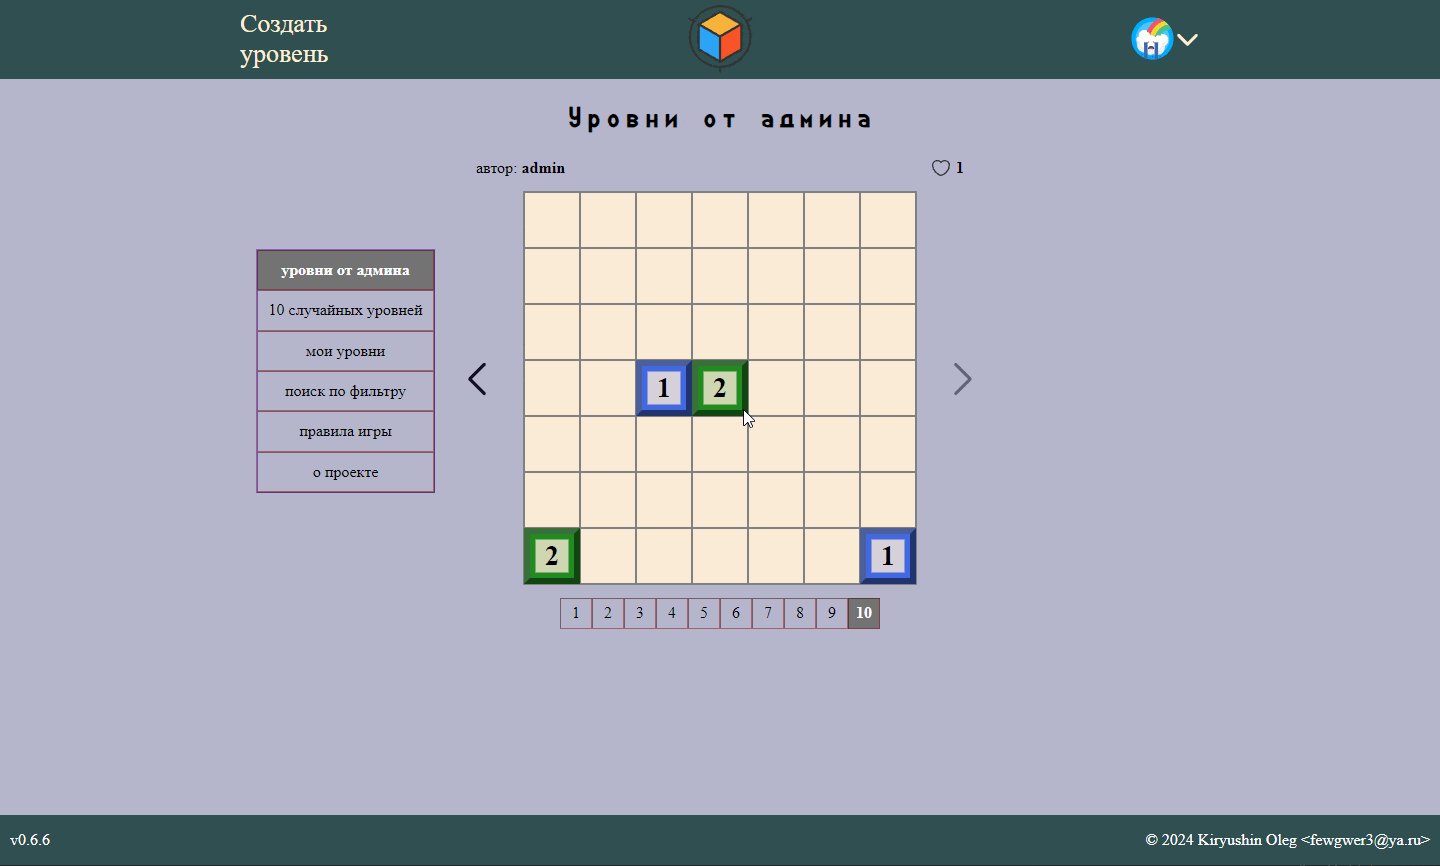 Создать
уровень
Уровни от админа
автор: admin
1
уровни от админа
10 случайных уровней
мои уровни
поиск по фильтру
правила игры
о проекте
1 2
2 1
1 2 3 4 5 6 7 8 9 10
v0.6.6
© 2024 Kiryushin Oleg <fewgwer3@ya.ru>